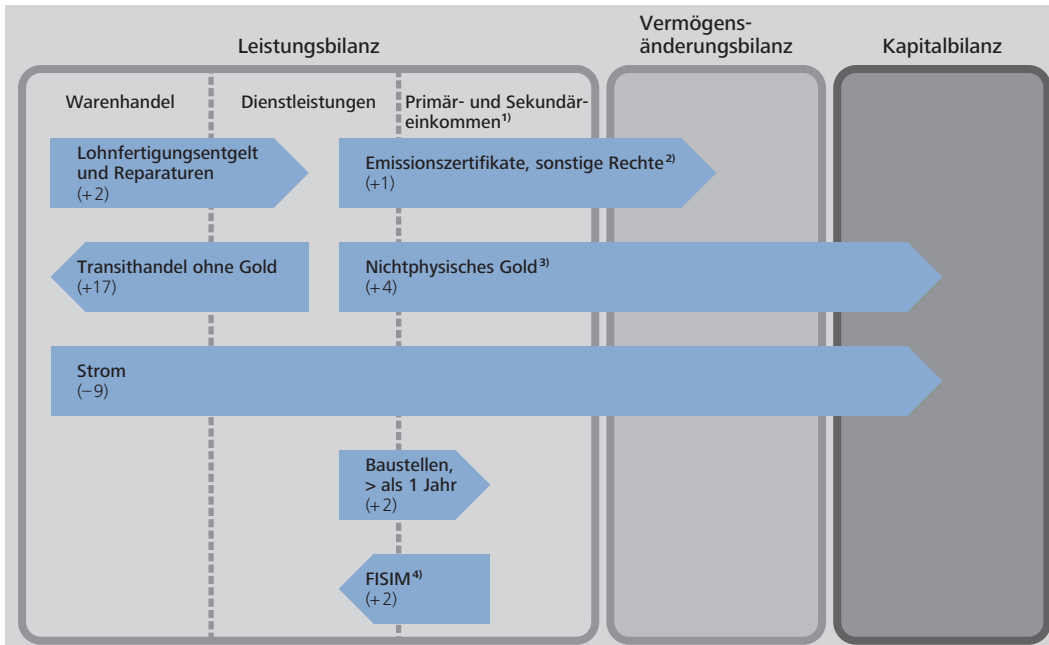 Leistungsbilanz
Vermögens-
änderungsbilanz
Kapitalbilanz
Warenhandel
Dienstleistungen
Primär- und Sekundär-
einkommen¹⁾
Lohnfertigungsentgelt
und Reparaturen
(+2)
Emissionszertifikate, sonstige Rechte²⁾
(+1)
Transithandel ohne Gold
(+17)
Nichtphysisches Gold³⁾
(+4)
Strom
(−9)
Baustellen,
> als 1 Jahr
(+2)
FISIM⁴⁾
(+2)